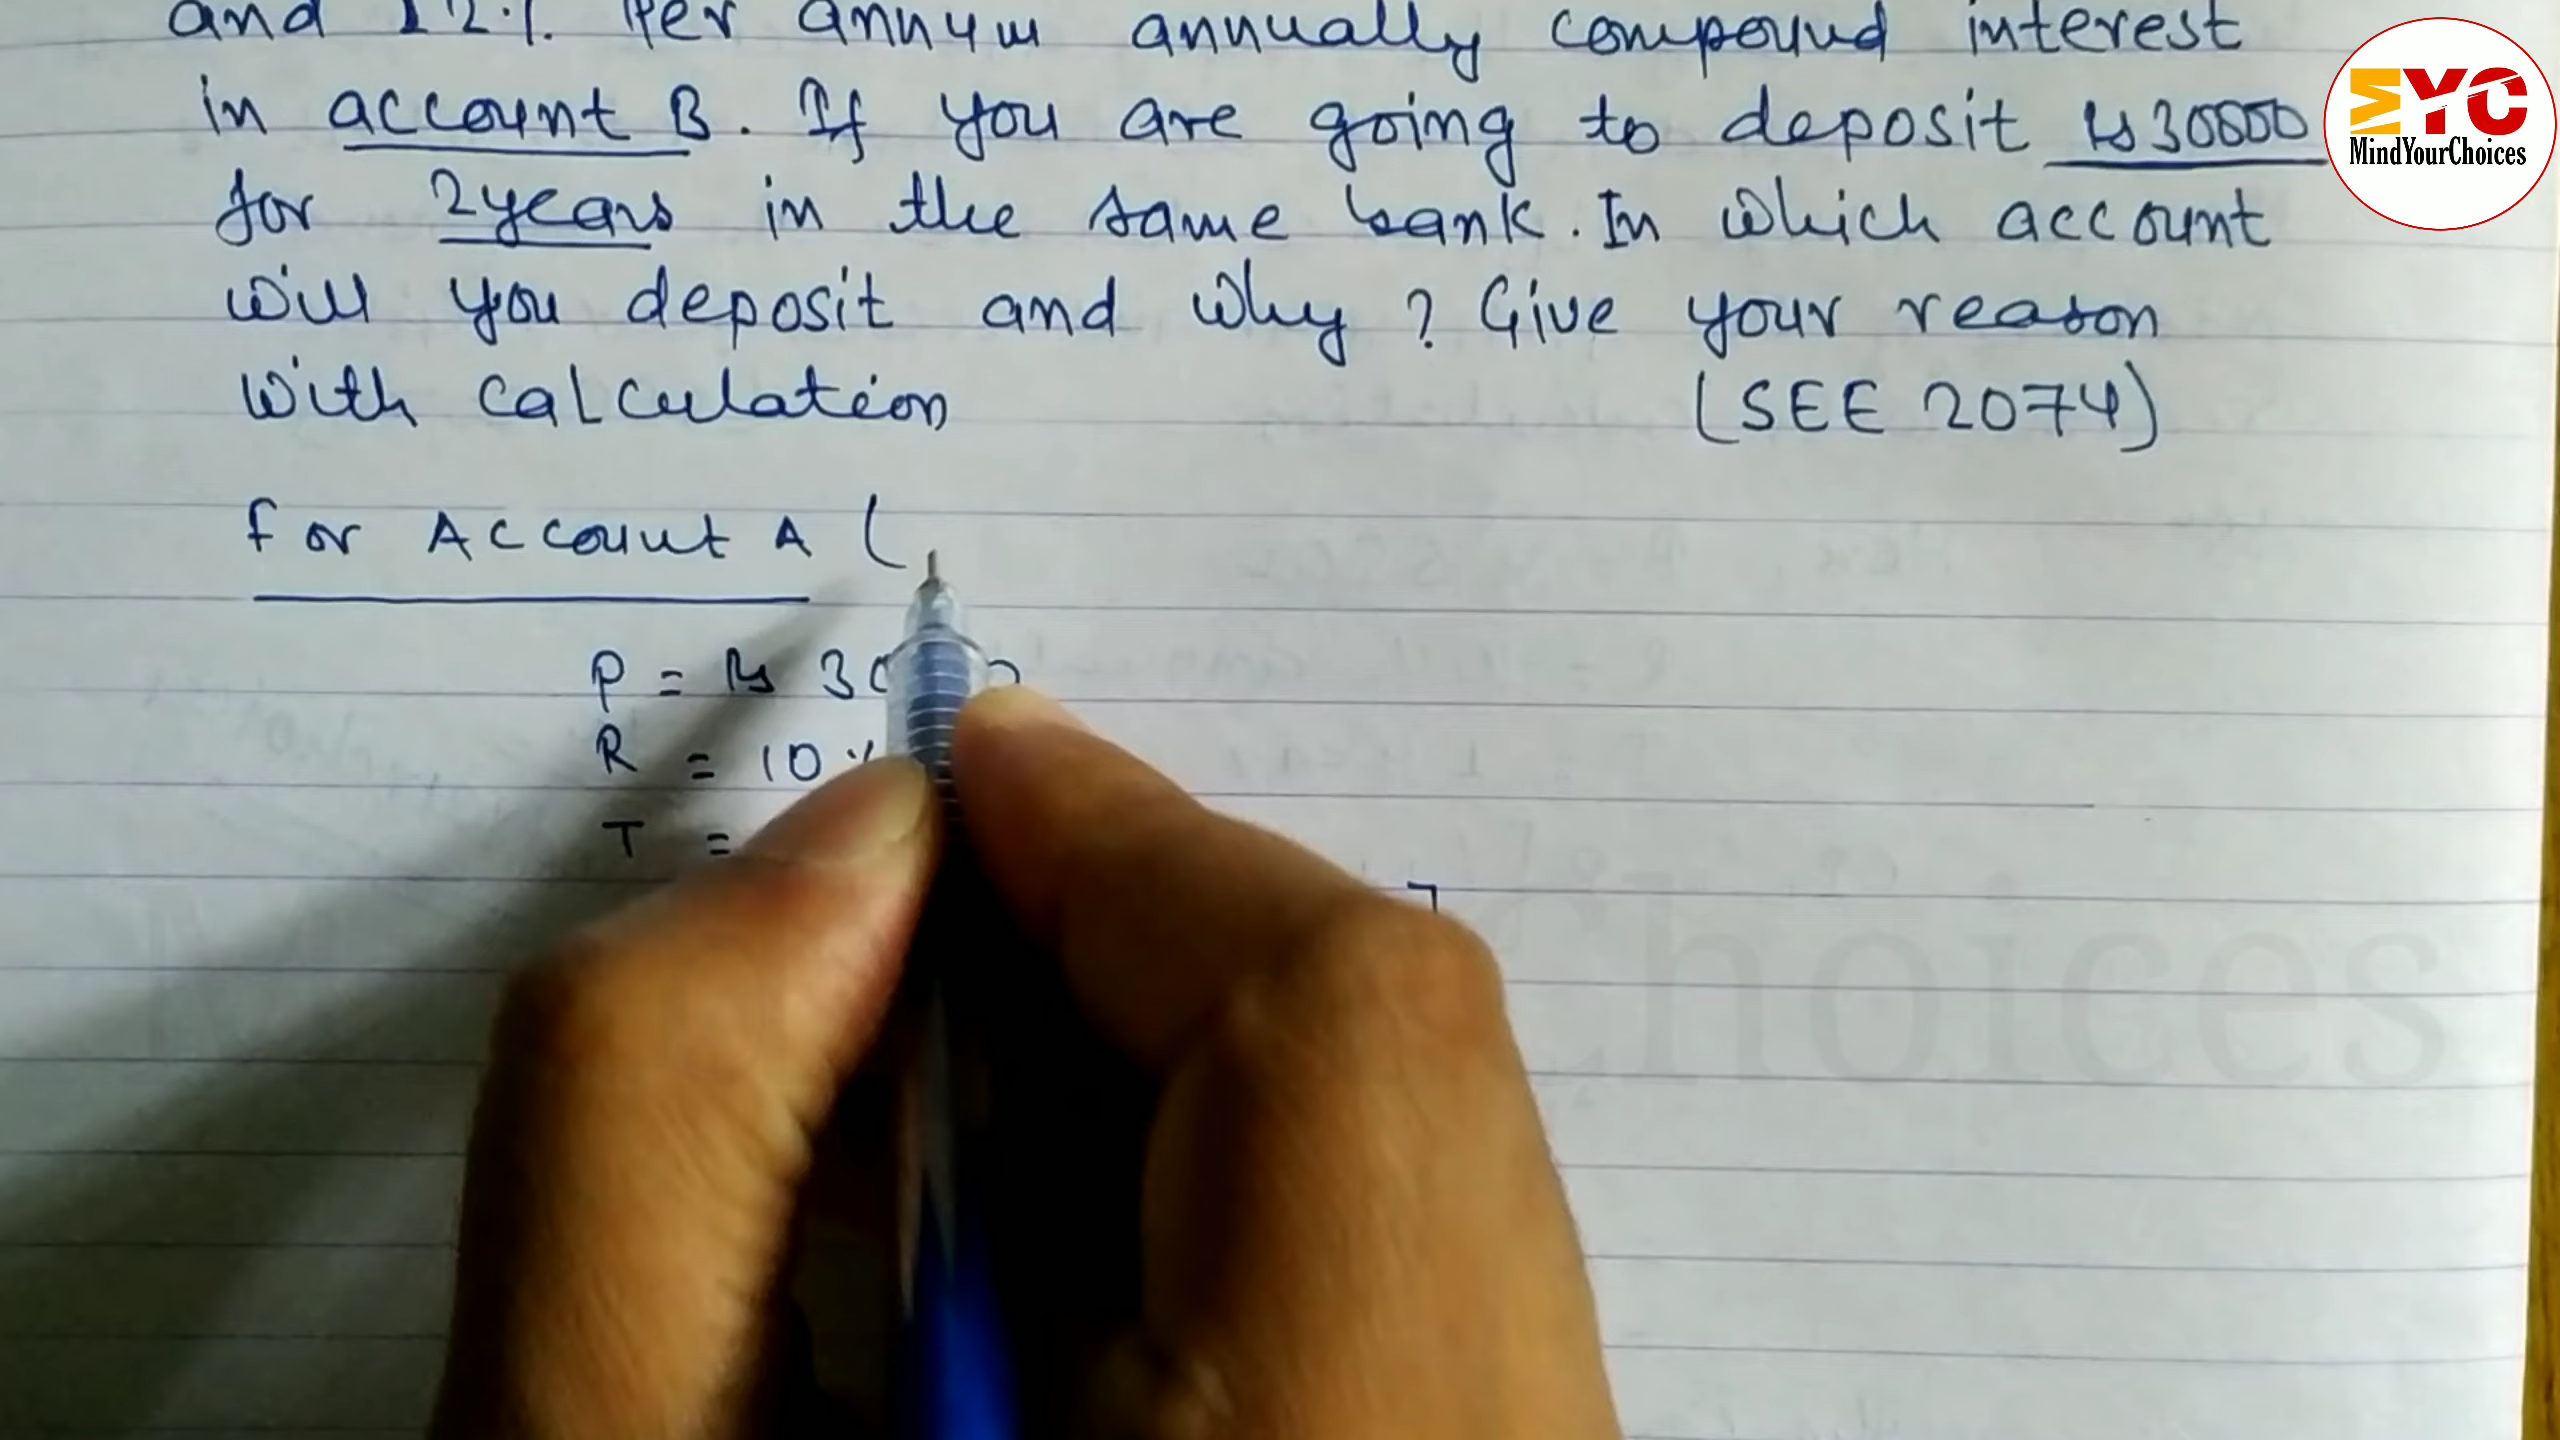 and 12% Per annum annually compound interest
in account B. If you are going to deposit Rs 30000
for 2years in the same bank. In which account
will you deposit and why ? Give your reason
with calculation (SEE 2074)
for Account A (
P = Rs 30
R = 10 %
T =
MYC
MindYourChoices
Choices